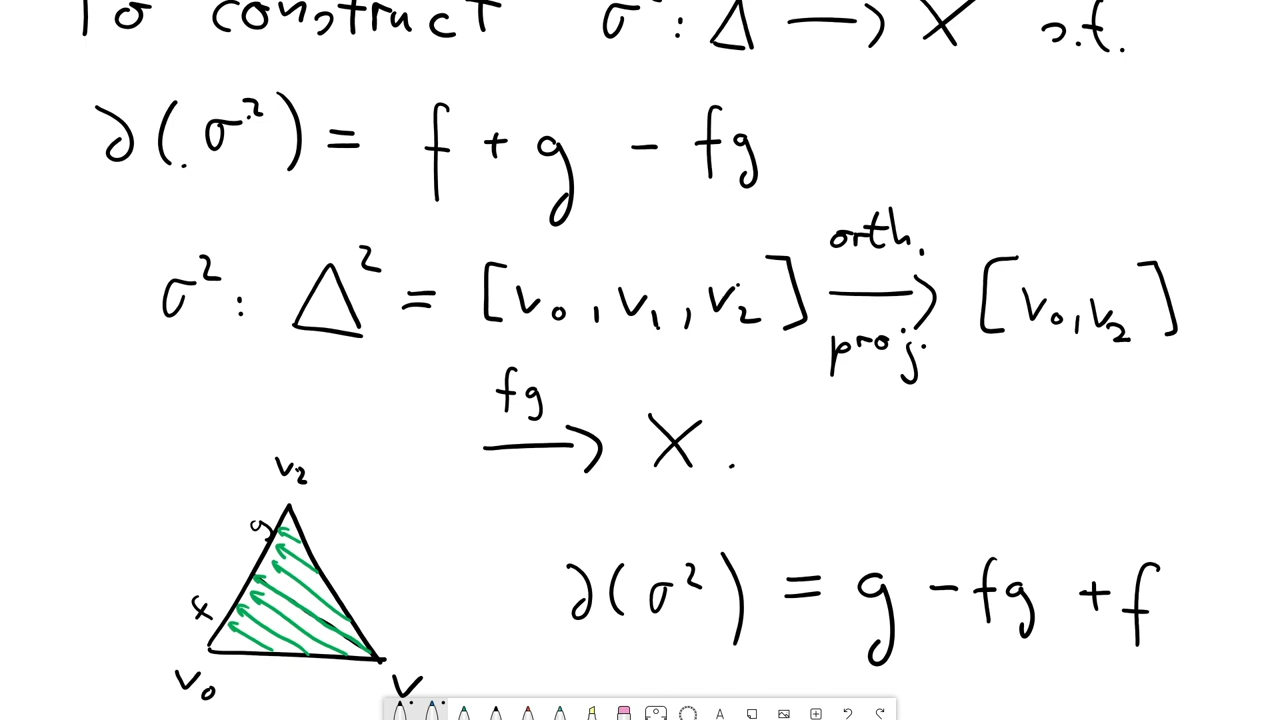 To construct σ²: Δ → X s.t.
∂(σ²) = f + g - fg
σ²: Δ² = [v₀, v₁, v₂] orth. proj. → [v₀, v₂]
fg → X.
v₂
g
f
v₀ v
∂(σ²) = g - fg + f